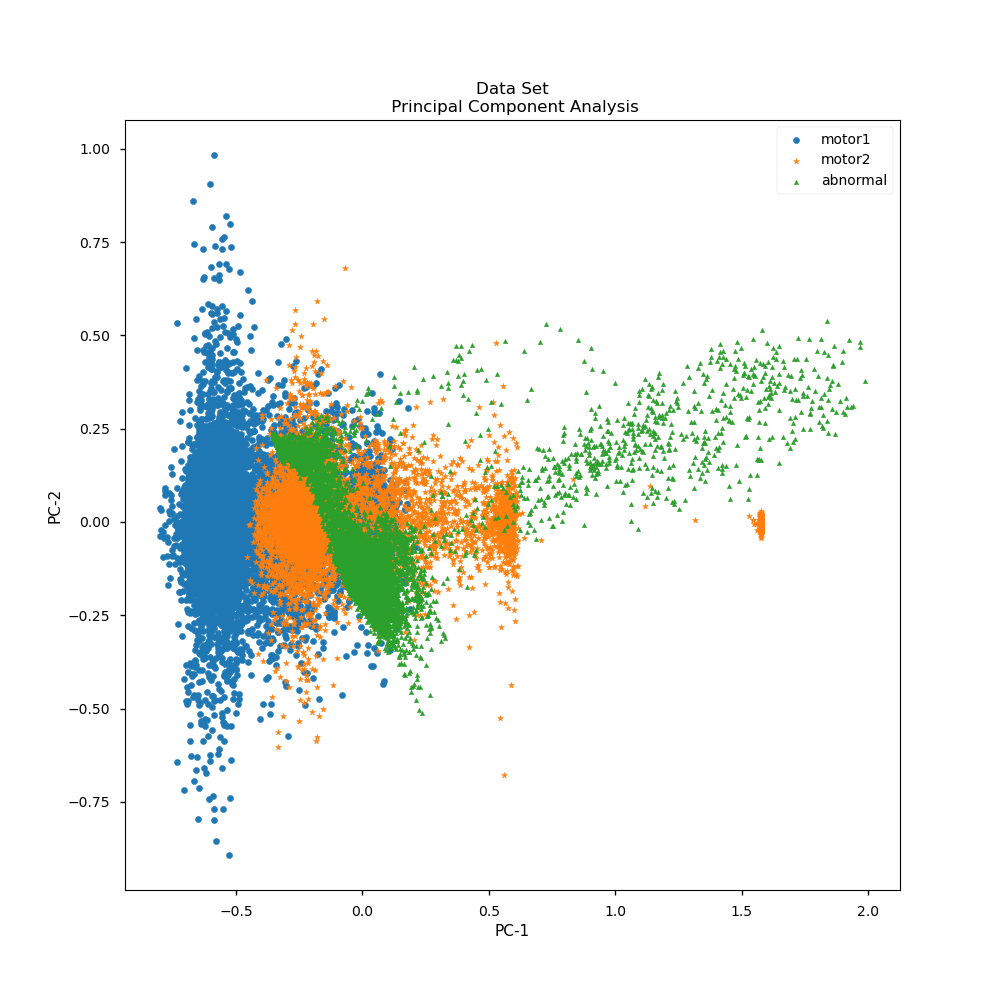 Data Set
Principal Component Analysis
motor1
motor2
abnormal
1.00
0.75
0.50
0.25
0.00
−0.25
−0.50
−0.75
PC-2
−0.5
0.0
0.5
1.0
1.5
2.0
PC-1